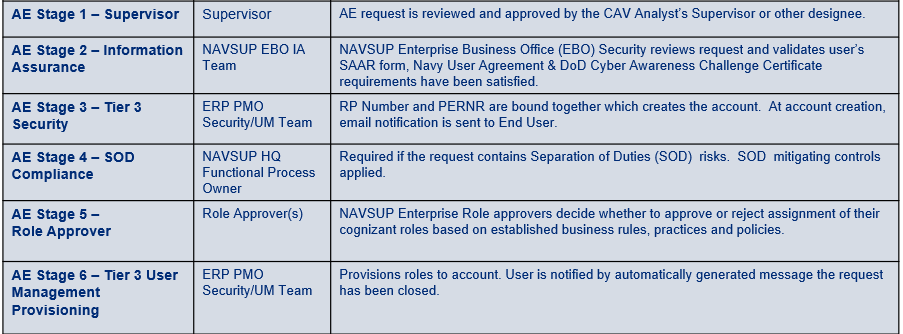 AE Stage 1 – Supervisor
Supervisor
AE request is reviewed and approved by the CAV Analyst's Supervisor or other designee.
AE Stage 2 – Information
Assurance
NAVSUP EBO IA
Team
NAVSUP Enterprise Business Office (EBO) Security reviews request and validates user's
SAAR form, Navy User Agreement & DoD Cyber Awareness Challenge Certificate
requirements have been satisfied.
AE Stage 3 – Tier 3
Security
ERP PMO
Security/UM Team
RP Number and PERNR are bound together which creates the account.  At account creation,
email notification is sent to End User.
AE Stage 4 – SOD
Compliance
NAVSUP HQ
Functional Process
Owner
Required if the request contains Separation of Duties (SOD)  risks.  SOD  mitigating controls
applied.
AE Stage 5 –
Role Approver
Role Approver(s)
NAVSUP Enterprise Role approvers decide whether to approve or reject assignment of their
cognizant roles based on established business rules, practices and policies.
AE Stage 6 – Tier 3 User
Management
Provisioning
ERP PMO
Security/UM Team
Provisions roles to account. User is notified by automatically generated message the request
has been closed.